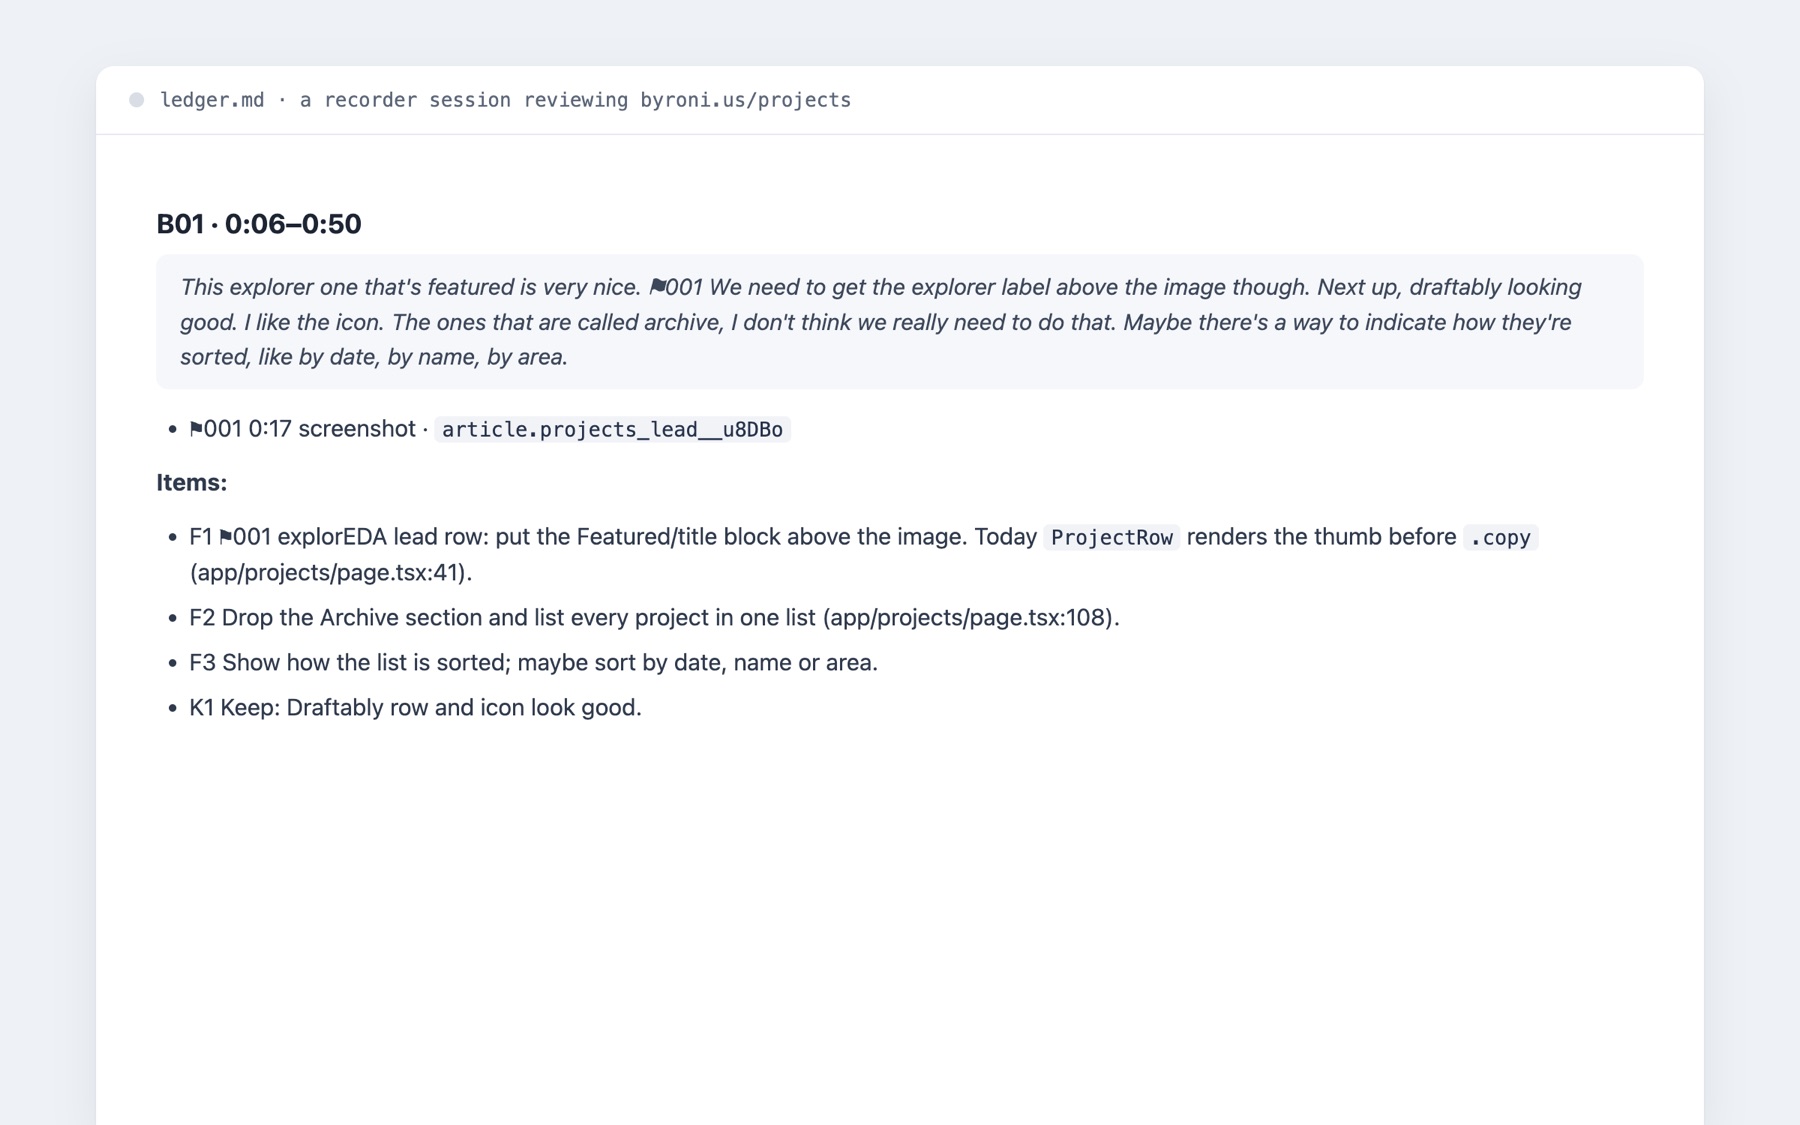 ledger.md · a recorder session reviewing byroni.us/projects
B01 · 0:06–0:50
This explorer one that's featured is very nice. ⚑001 We need to get the explorer label above the image though. Next up, draftably looking
good. I like the icon. The ones that are called archive, I don't think we really need to do that. Maybe there's a way to indicate how they're
sorted, like by date, by name, by area.
• ⚑001 0:17 screenshot · article.projects_lead__u8DBo
Items:
• F1 ⚑001 explorEDA lead row: put the Featured/title block above the image. Today ProjectRow renders the thumb before .copy
(app/projects/page.tsx:41).
• F2 Drop the Archive section and list every project in one list (app/projects/page.tsx:108).
• F3 Show how the list is sorted; maybe sort by date, name or area.
• K1 Keep: Draftably row and icon look good.